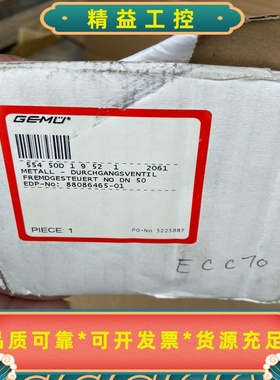 精益工控
GEMÜ®
554 50D 1 9 52 1 2061
METALL - DURCHGANGSVENTIL
FREMDGESTEUERT NO DN 50
EDP-No: 88086465-01
PIECE: 1
PO-No 5225887
ECC70
品质可靠*可开发票*货源充足